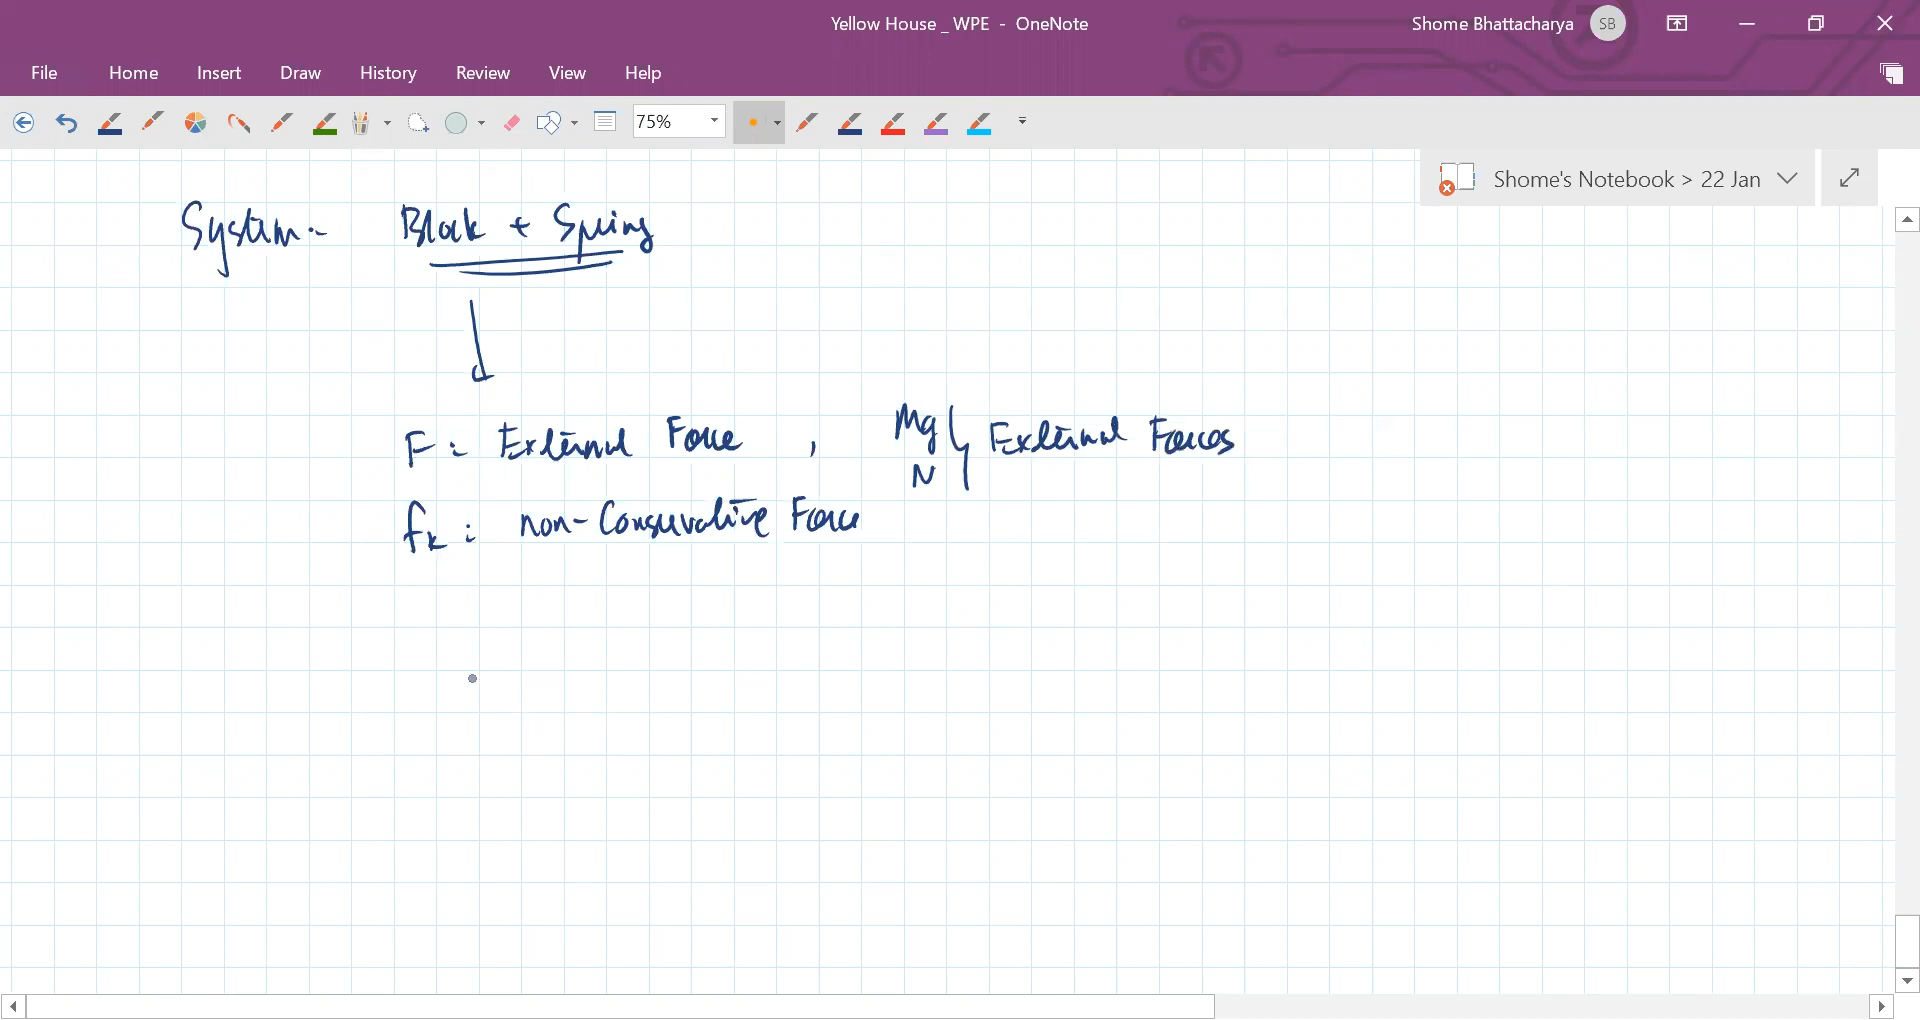 Yellow House _ WPE - OneNote
Shome Bhattacharya SB
File Home Insert Draw History Review View Help
75%
Shome's Notebook > 22 Jan
System:- Block + Spring
F : External Force , Mg
N } External Forces
fk : non-Conservative Force